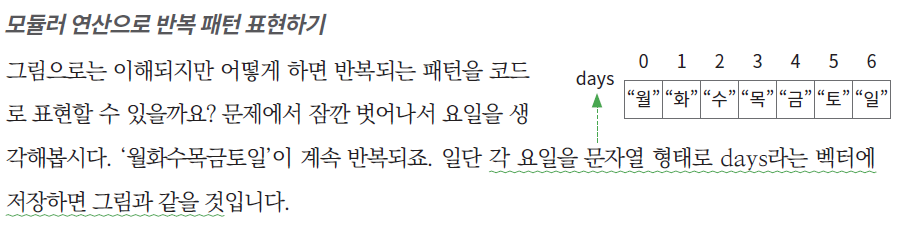 모듈러 연산으로 반복 패턴 표현하기
그림으로는 이해되지만 어떻게 하면 반복되는 패턴을 코드
로 표현할 수 있을까요? 문제에서 잠깐 벗어나서 요일을 생
각해봅시다. ‘월화수목금토일’이 계속 반복되죠. 일단 각 요일을 문자열 형태로 days라는 벡터에
저장하면 그림과 같을 것입니다.
0 1 2 3 4 5 6
days
“월” “화” “수” “목” “금” “토” “일”